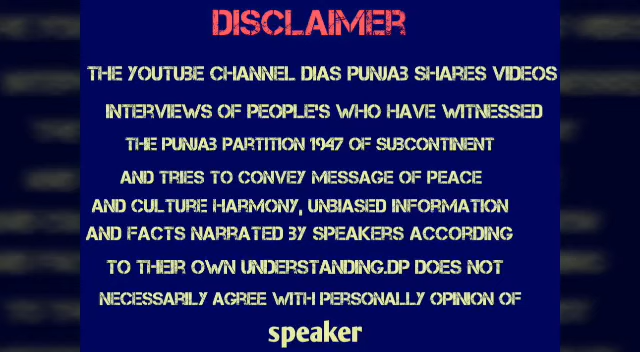 DISCLAIMER
THE YOUTUBE CHANNEL DIAS PUNJAB SHARES VIDEOS
INTERVIEWS OF PEOPLE'S WHO HAVE WITNESSED
THE PUNJAB PARTITION 1947 OF SUBCONTINENT
AND TRIES TO CONVEY MESSAGE OF PEACE
AND CULTURE HARMONY, UNBIASED INFORMATION
AND FACTS NARRATED BY SPEAKERS ACCORDING
TO THEIR OWN UNDERSTANDING.DP DOES NOT
NECESSARILY AGREE WITH PERSONALLY OPINION OF
speaker